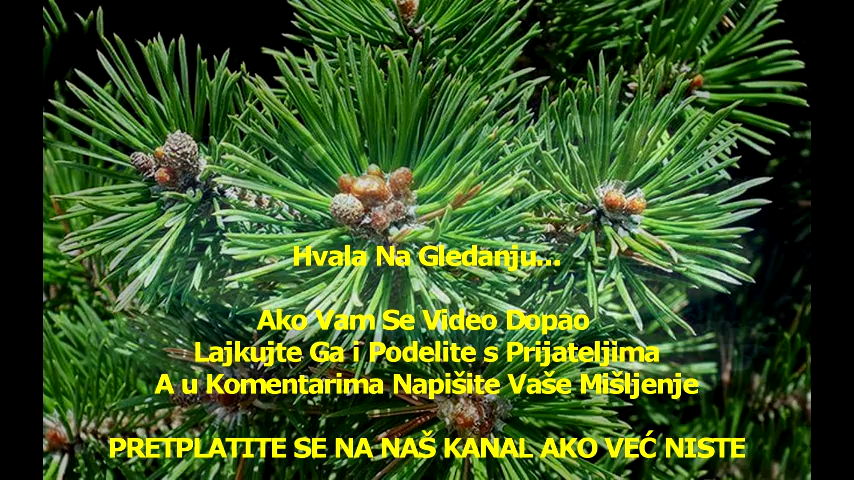 Hvala Na Gledanju...
Ako Vam Se Video Dopao
Lajkujte Ga i Podelite s Prijateljima
A u Komentarima Napišite Vaše Mišljenje
PRETPLATITE SE NA NAŠ KANAL AKO VEĆ NISTE